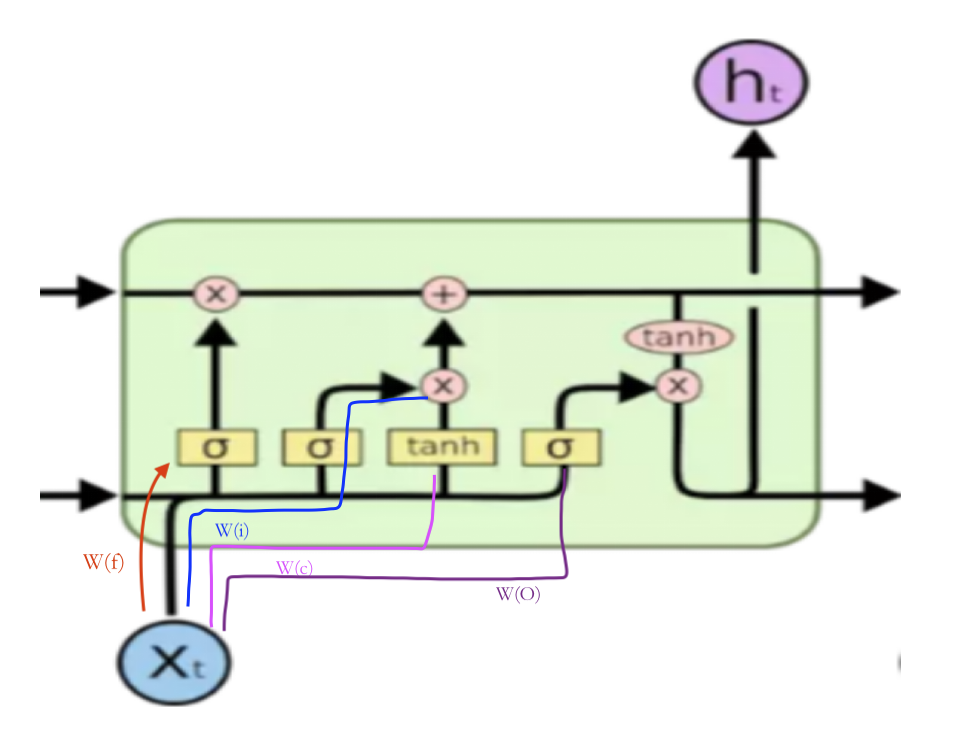 ht
×
+
tanh
×
×
σ
σ
tanh
σ
W(i)
W(f)
W(c)
W(O)
xt